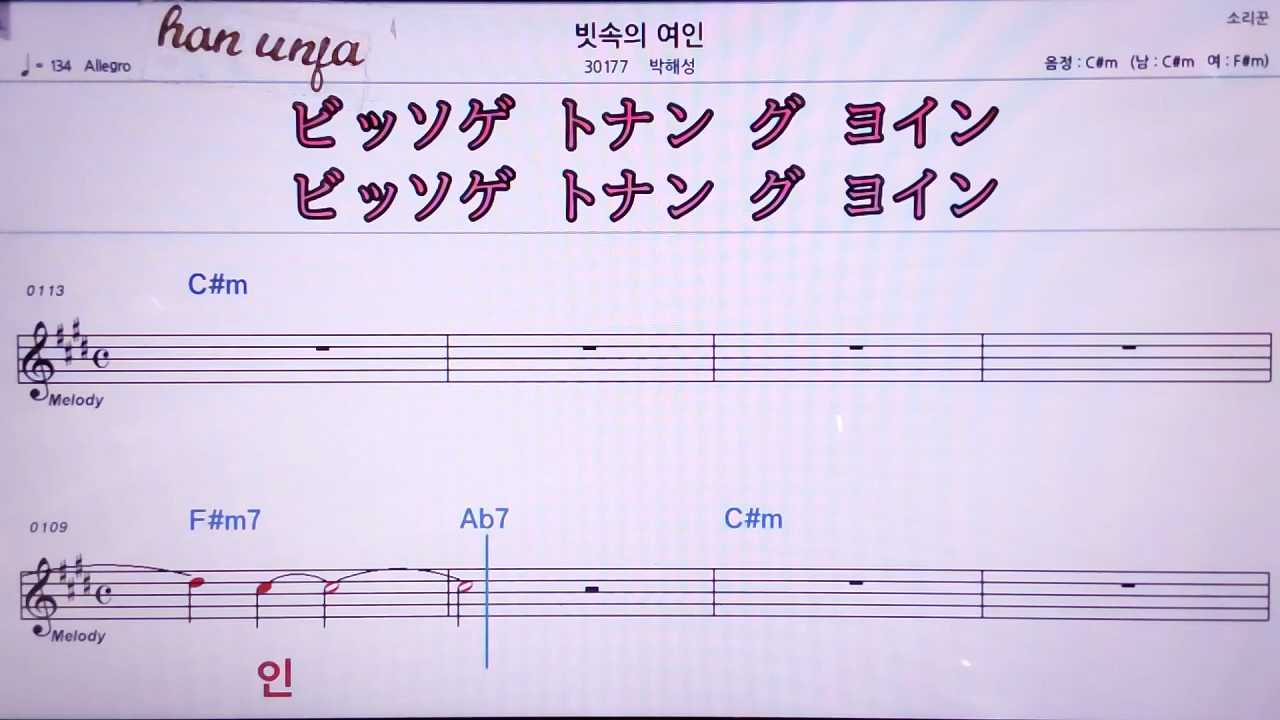 소리꾼
han unfa
빗속의 여인
♩= 134 Allegro
30177 박해성
음정 : C#m (남 : C#m 여 : F#m)
ビッソゲ トナン グ ヨイン
ビッソゲ トナン グ ヨイン
0113
C#m
Melody
0109
F#m7 Ab7 C#m
Melody
인